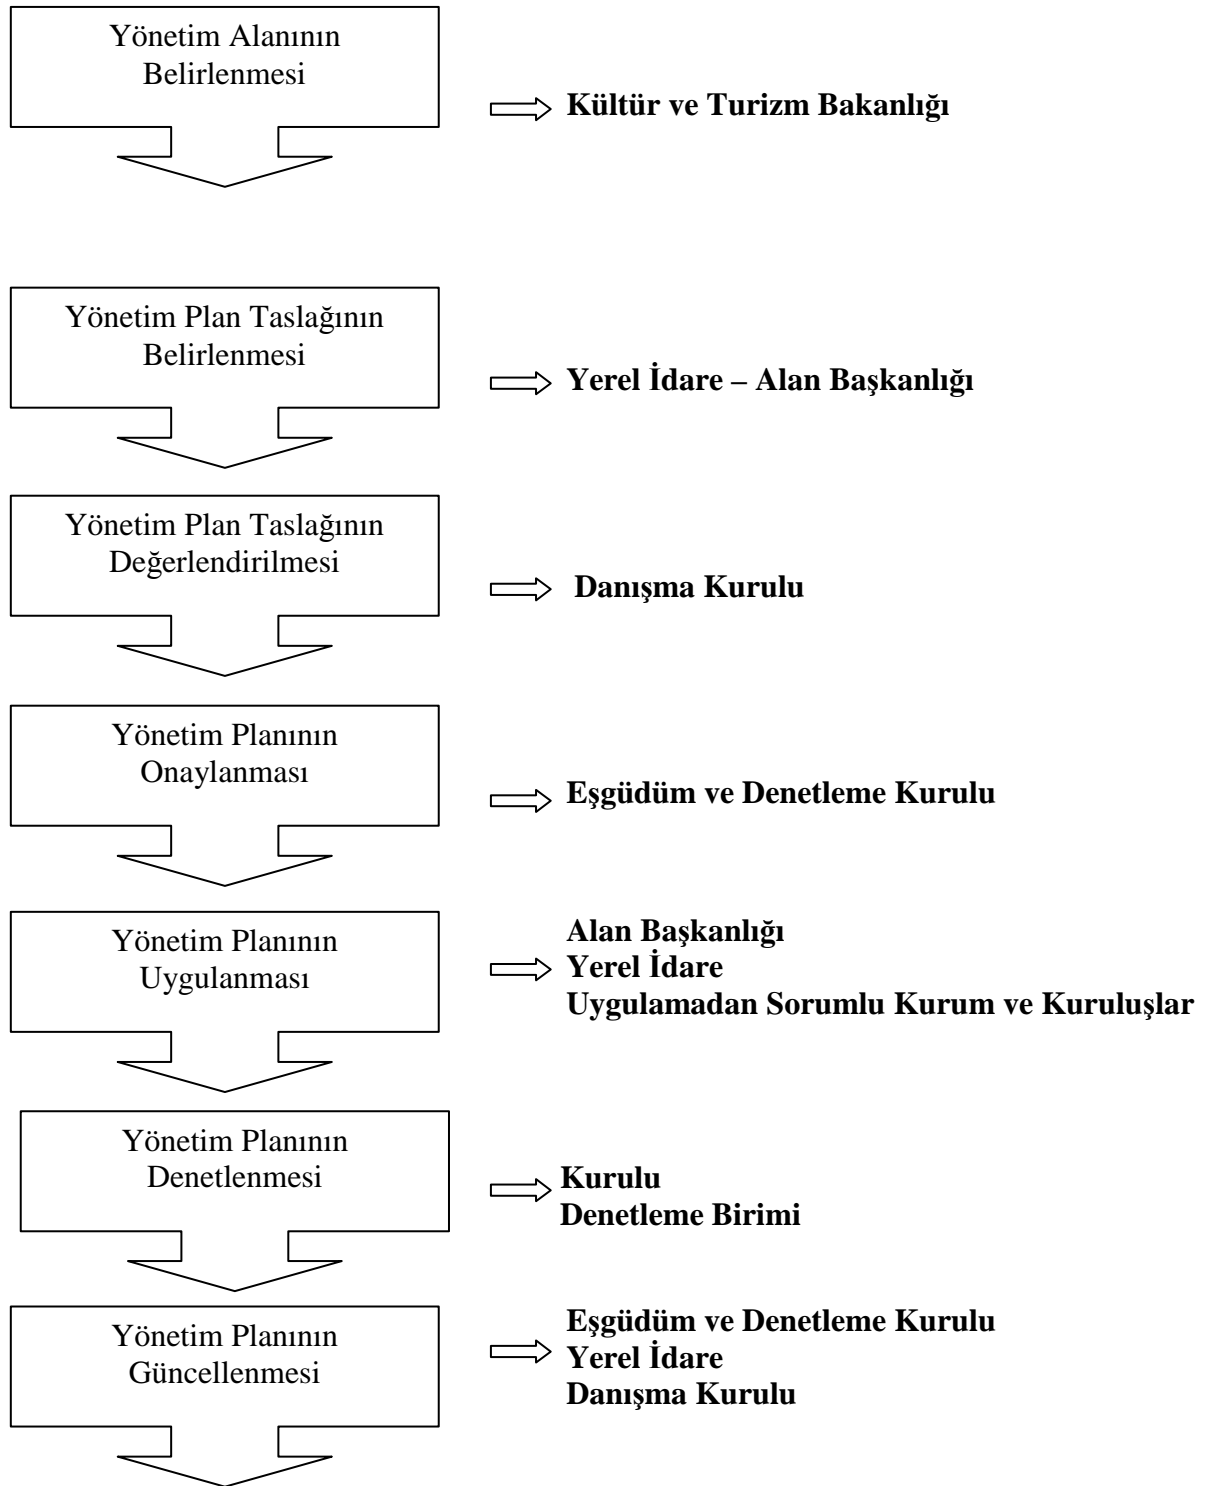 Yönetim Alanının
Belirlenmesi
Kültür ve Turizm Bakanlığı
Yönetim Plan Taslağının
Belirlenmesi
Yerel İdare – Alan Başkanlığı
Yönetim Plan Taslağının
Değerlendirilmesi
Danışma Kurulu
Yönetim Planının
Onaylanması
Eşgüdüm ve Denetleme Kurulu
Yönetim Planının
Uygulanması
Alan Başkanlığı
Yerel İdare
Uygulamadan Sorumlu Kurum ve Kuruluşlar
Yönetim Planının
Denetlenmesi
Kurulu
Denetleme Birimi
Yönetim Planının
Güncellenmesi
Eşgüdüm ve Denetleme Kurulu
Yerel İdare
Danışma Kurulu